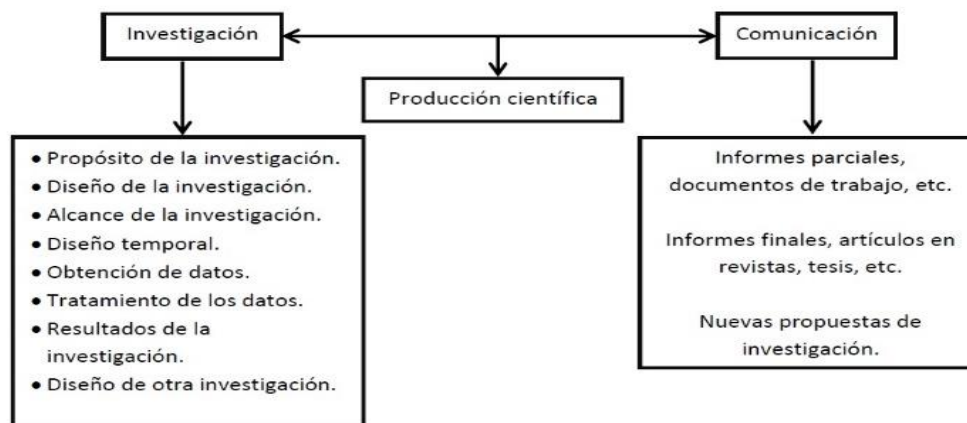 Investigación
Comunicación
Producción científica
• Propósito de la investigación.
• Diseño de la investigación.
• Alcance de la investigación.
• Diseño temporal.
• Obtención de datos.
• Tratamiento de los datos.
• Resultados de la
investigación.
• Diseño de otra investigación.
Informes parciales,
documentos de trabajo, etc.
Informes finales, artículos en
revistas, tesis, etc.
Nuevas propuestas de
investigación.